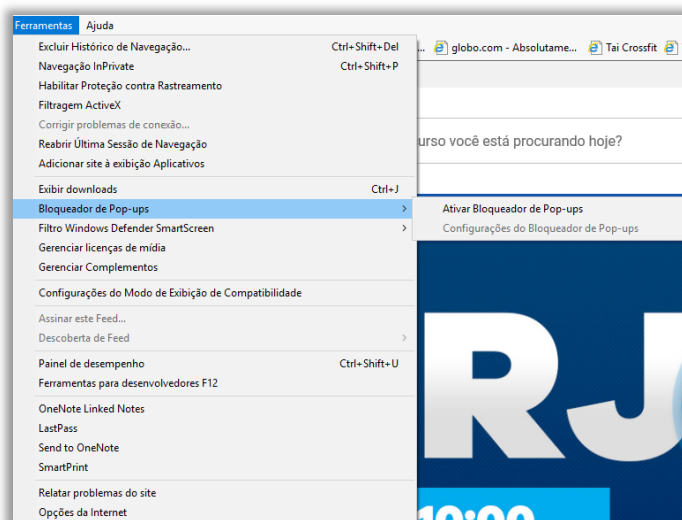 Ferramentas Ajuda
Excluir Histórico de Navegação... Ctrl+Shift+Del
Navegação InPrivate Ctrl+Shift+P
Habilitar Proteção contra Rastreamento
Filtragem ActiveX
Corrigir problemas de conexão...
Reabrir Última Sessão de Navegação
Adicionar site à exibição Aplicativos
Exibir downloads Ctrl+J
Bloqueador de Pop-ups
Filtro Windows Defender SmartScreen
Gerenciar licenças de mídia
Gerenciar Complementos
Configurações do Modo de Exibição de Compatibilidade
Assinar este Feed...
Descoberta de Feed
Painel de desempenho Ctrl+Shift+U
Ferramentas para desenvolvedores F12
OneNote Linked Notes
LastPass
Send to OneNote
SmartPrint
Relatar problemas do site
Opções da Internet
... globo.com - Absolutame... Tai Crossfit
urso você está procurando hoje?
Ativar Bloqueador de Pop-ups
Configurações do Bloqueador de Pop-ups
RJ
10:00